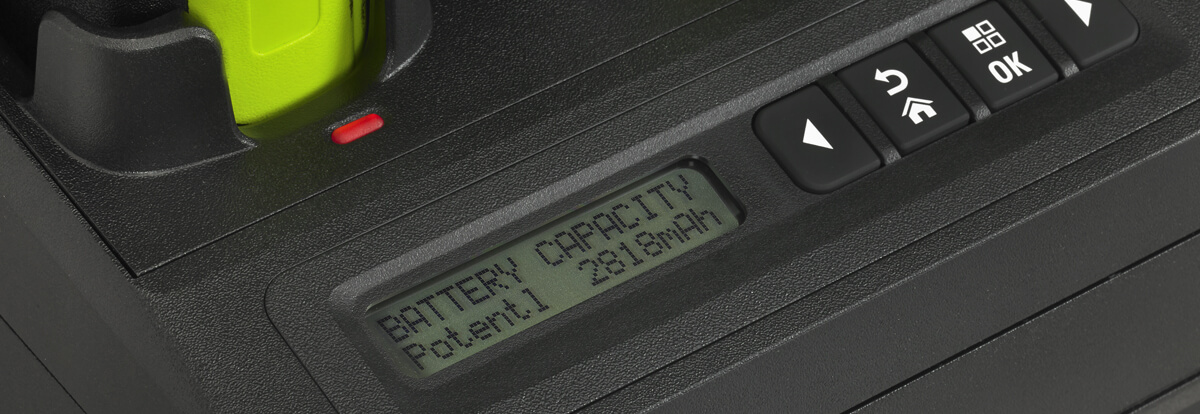 BATTERY CAPACITY
Potentl 2818mAh
OK